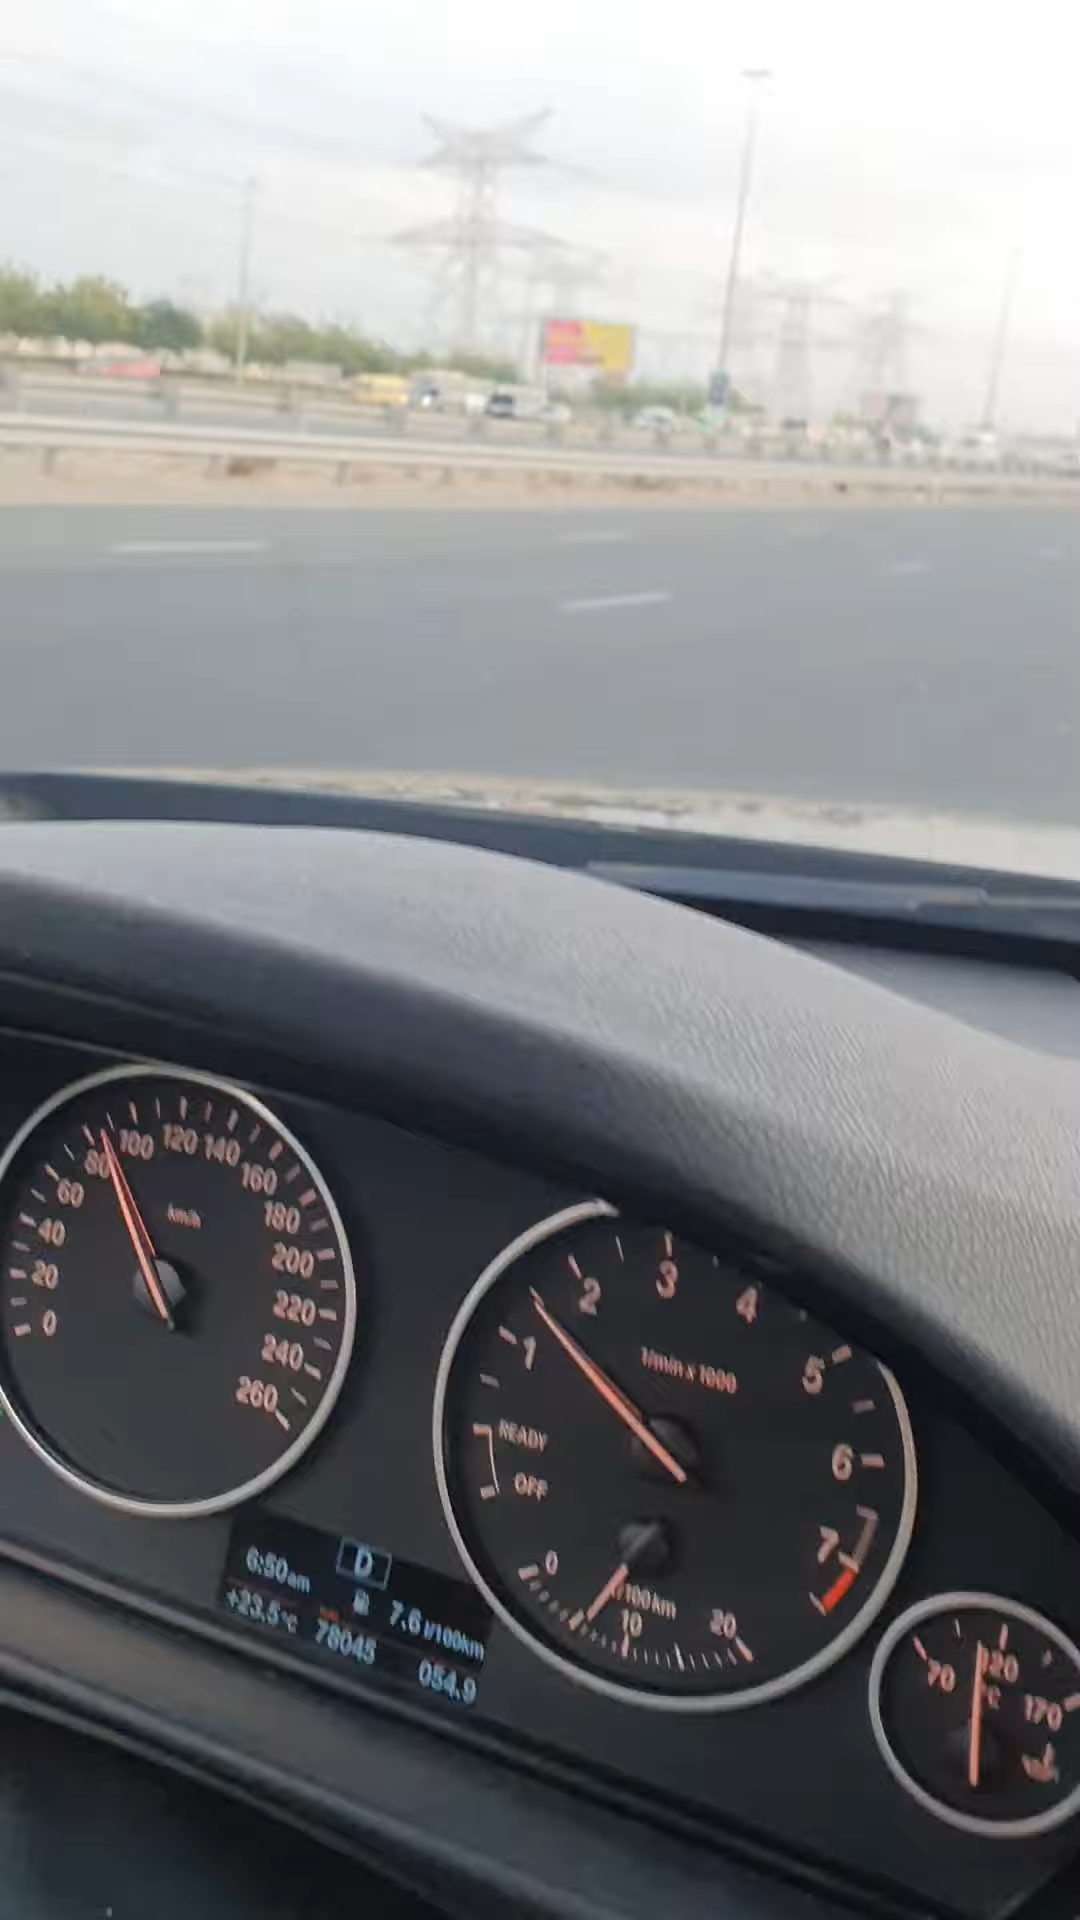 0
20
40
60
80
100
120
140
160
180
200
220
240
260
km/h
READY
OFF
1
2
3
4
5
6
7
1/min x 1000
0
10
20
l/100km
D
6:50am
7.6 l/100km
+23.5°C
78045
054.9
70
120
170
°C